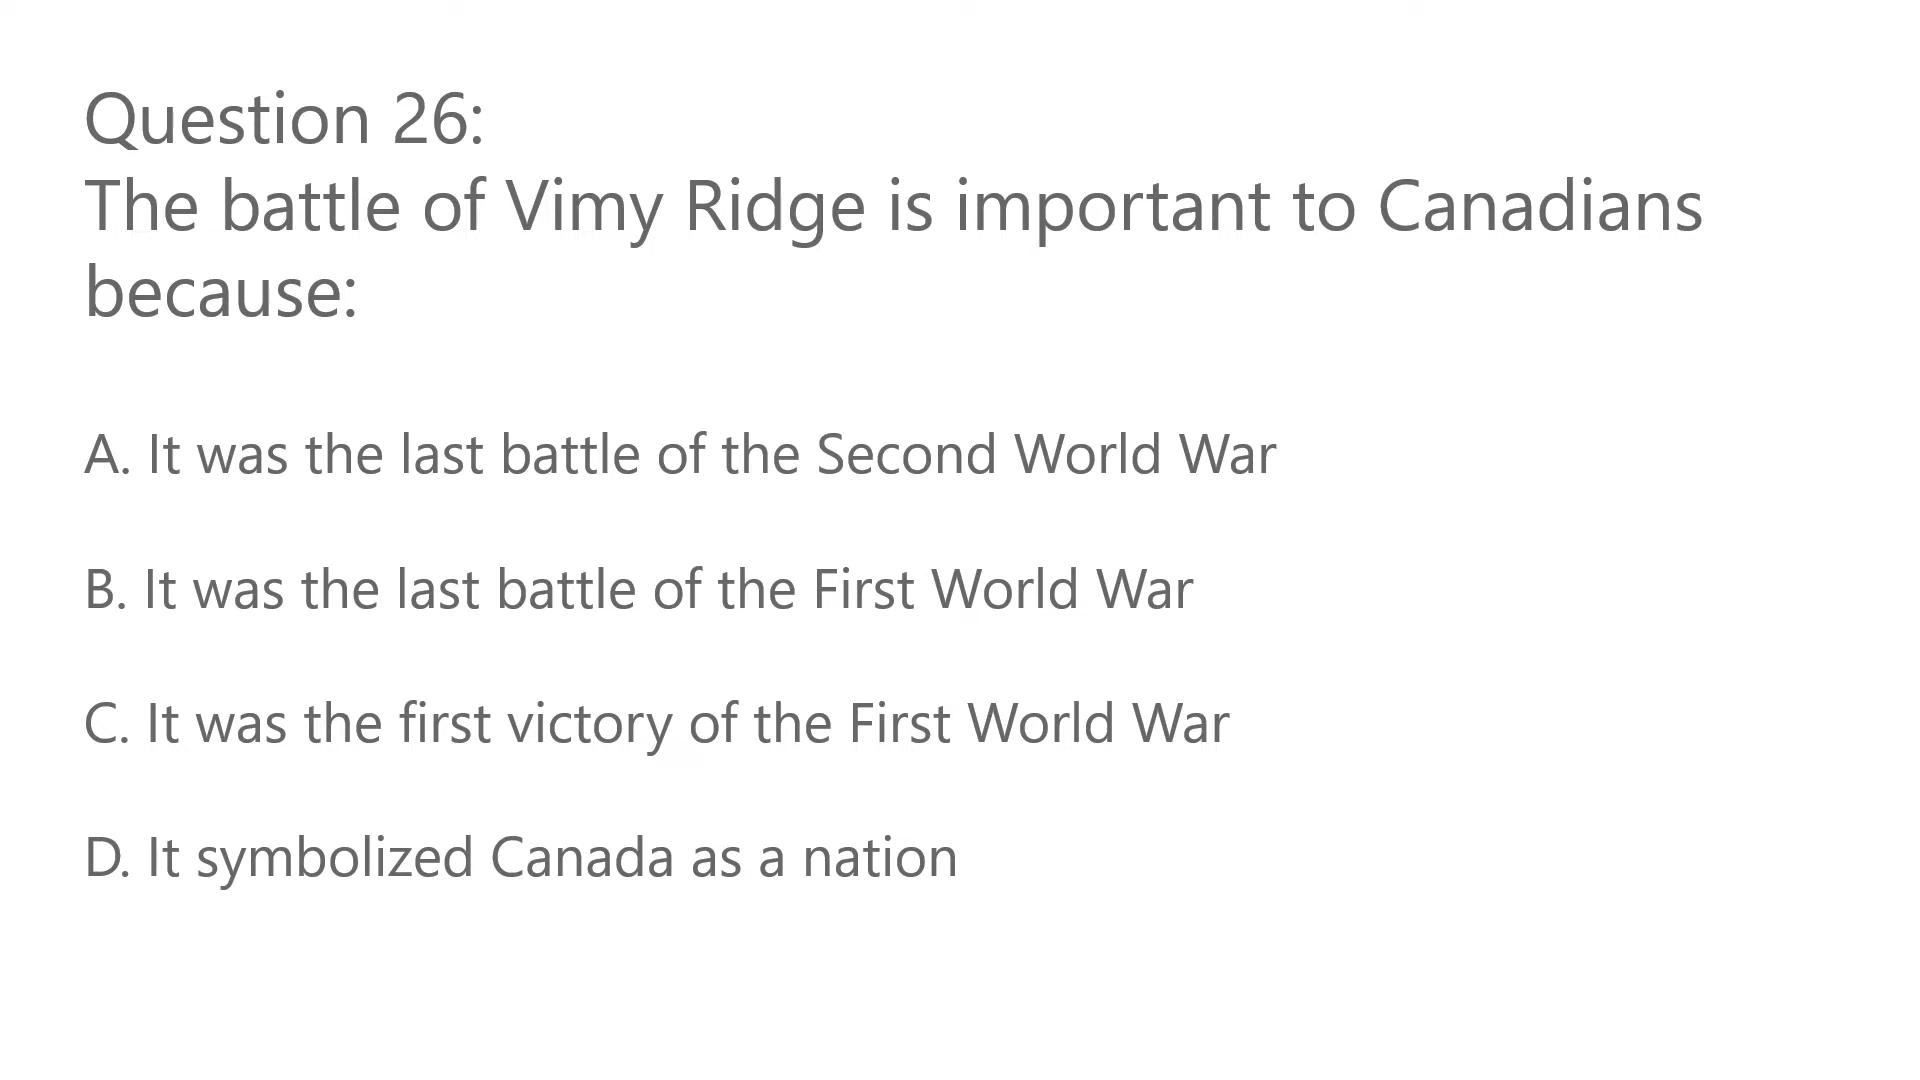 Question 26:
The battle of Vimy Ridge is important to Canadians
because:
A. It was the last battle of the Second World War
B. It was the last battle of the First World War
C. It was the first victory of the First World War
D. It symbolized Canada as a nation